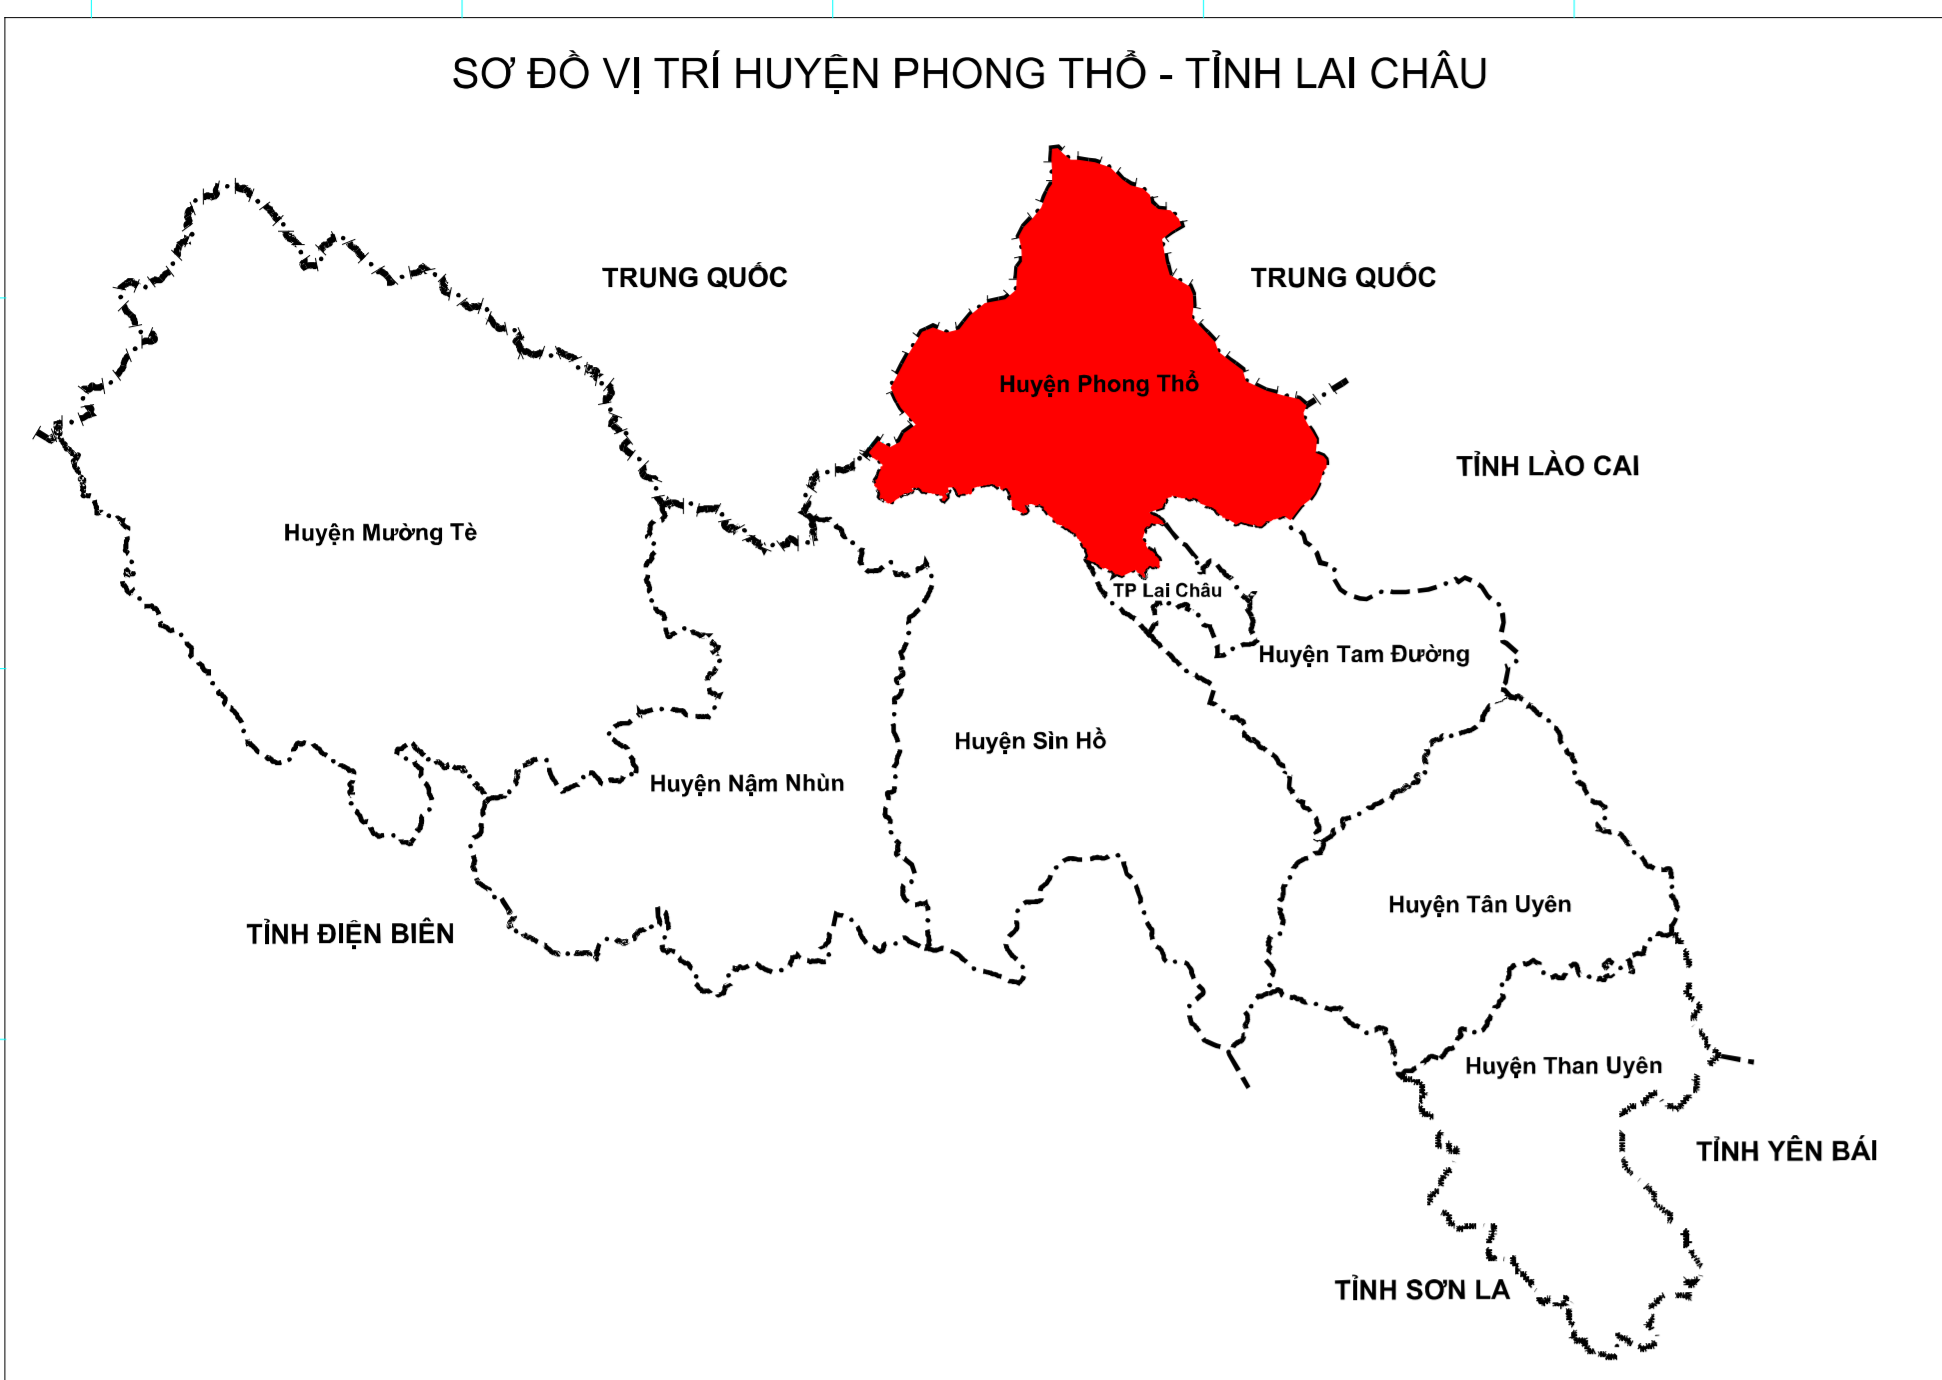 SƠ ĐỒ VỊ TRÍ HUYỆN PHONG THỔ - TỈNH LAI CHÂU
TRUNG QUỐC
TRUNG QUỐC
Huyện Phong Thổ
TỈNH LÀO CAI
Huyện Mường Tè
TP Lai Châu
Huyện Tam Đường
Huyện Sìn Hồ
Huyện Nậm Nhùn
Huyện Tân Uyên
TỈNH ĐIỆN BIÊN
Huyện Than Uyên
TỈNH YÊN BÁI
TỈNH SƠN LA